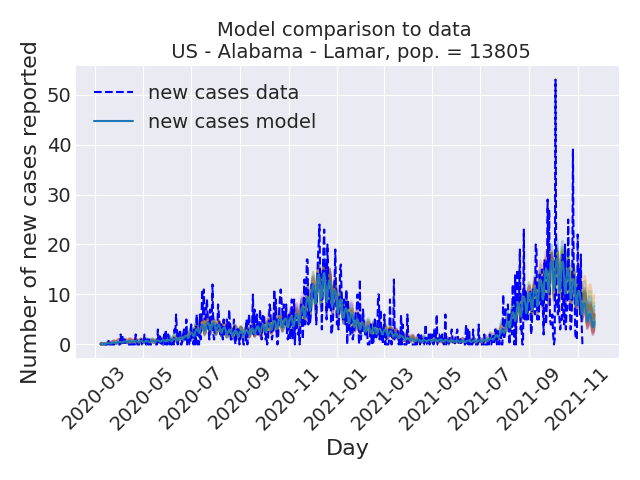 Model comparison to data
US - Alabama - Lamar, pop. = 13805
Number of new cases reported
50
40
30
20
10
0
new cases data
new cases model
2020-03
2020-05
2020-07
2020-09
2020-11
2021-01
2021-03
2021-05
2021-07
2021-09
2021-11
Day